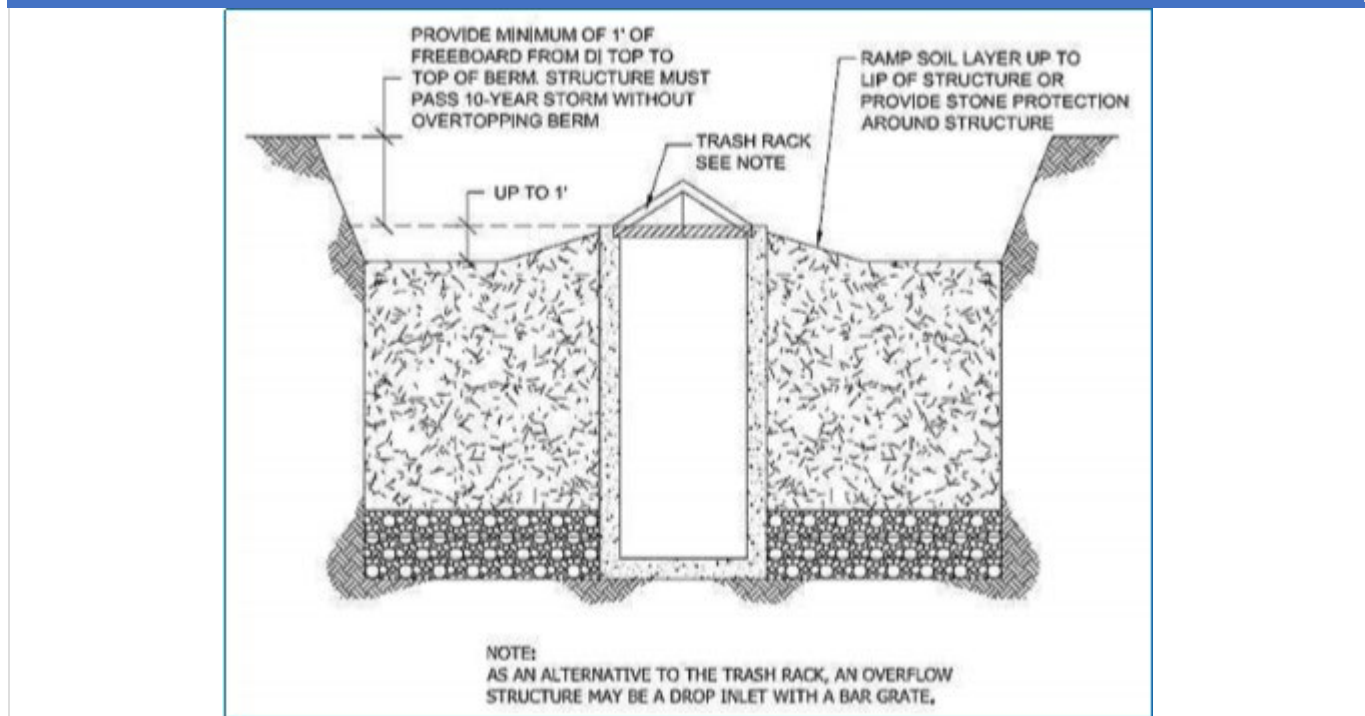 PROVIDE MINIMUM OF 1' OF
FREEBOARD FROM DI TOP TO
TOP OF BERM. STRUCTURE MUST
PASS 10-YEAR STORM WITHOUT
OVERTOPPING BERM
RAMP SOIL LAYER UP TO
LIP OF STRUCTURE OR
PROVIDE STONE PROTECTION
AROUND STRUCTURE
TRASH RACK
SEE NOTE
UP TO 1'
NOTE:
AS AN ALTERNATIVE TO THE TRASH RACK, AN OVERFLOW
STRUCTURE MAY BE A DROP INLET WITH A BAR GRATE.